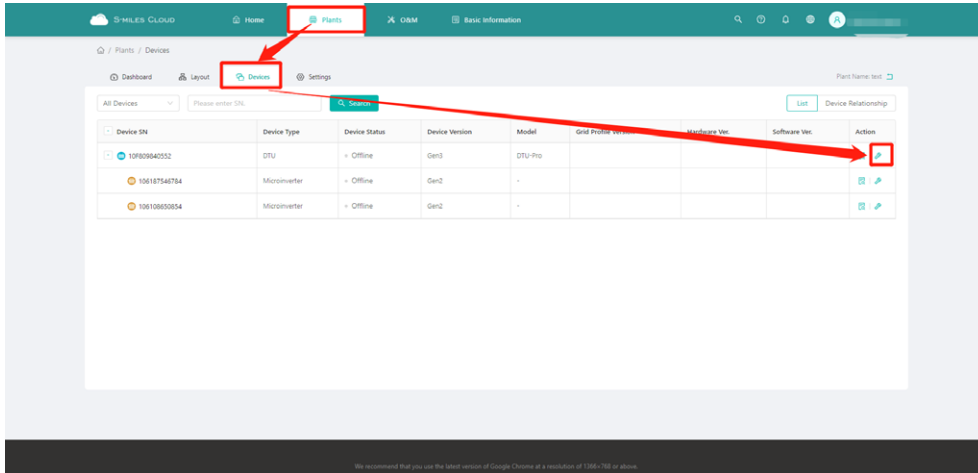 S-MILES CLOUD Home Plants O&M Basic Information
/ Plants / Devices
Dashboard Layout Devices Settings Plant Name: text
All Devices Please enter SN. Search List Device Relationship
Device SN Device Type Device Status Device Version Model Grid Profile Version Hardware Ver. Software Ver. Action
10F809840552 DTU Offline Gen3 DTU-Pro
106187546784 Microinverter Offline Gen2 -
106108650854 Microinverter Offline Gen2 -
We recommend that you use the latest version of Google Chrome at a resolution of 1366*768 or above.